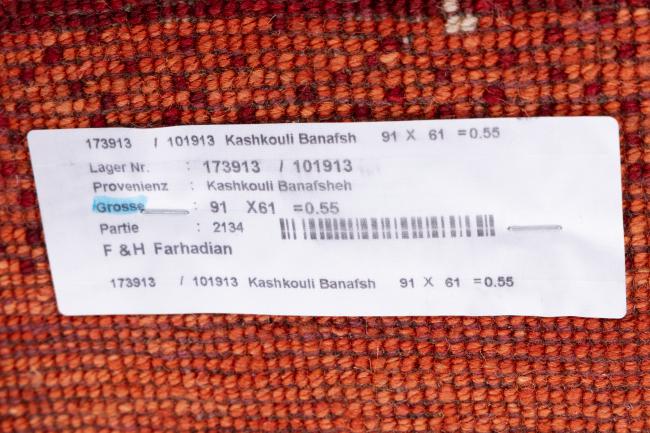 173913 / 101913 Kashkouli Banafsh 91 X 61 =0.55
Lager Nr. : 173913 / 101913
Provenienz : Kashkouli Banafsheh
Grosse : 91 X61 =0.55
Partie : 2134
F & H Farhadian
173913 / 101913 Kashkouli Banafsh 91 X 61 =0.55